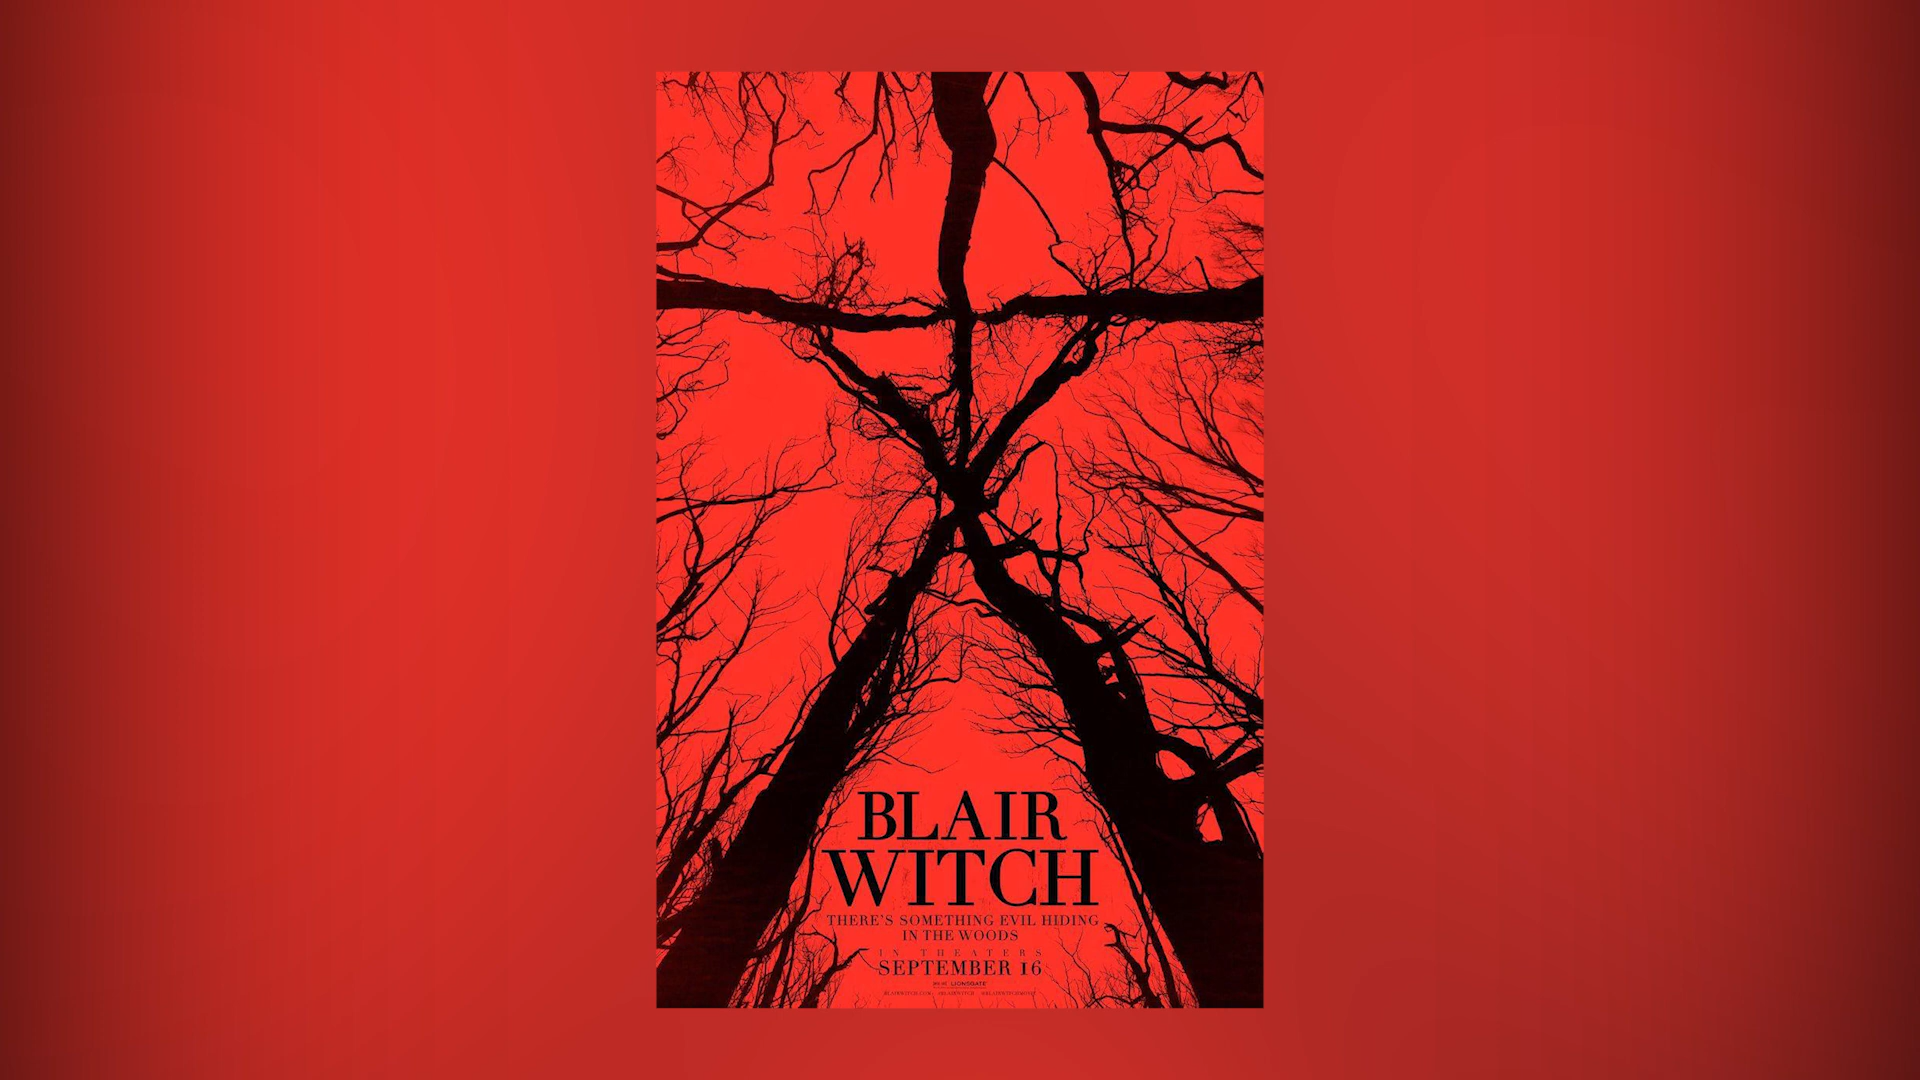 BLAIR
WITCH
THERE'S SOMETHING EVIL HIDING
IN THE WOODS
IN THEATERS
SEPTEMBER 16
LIONSGATE